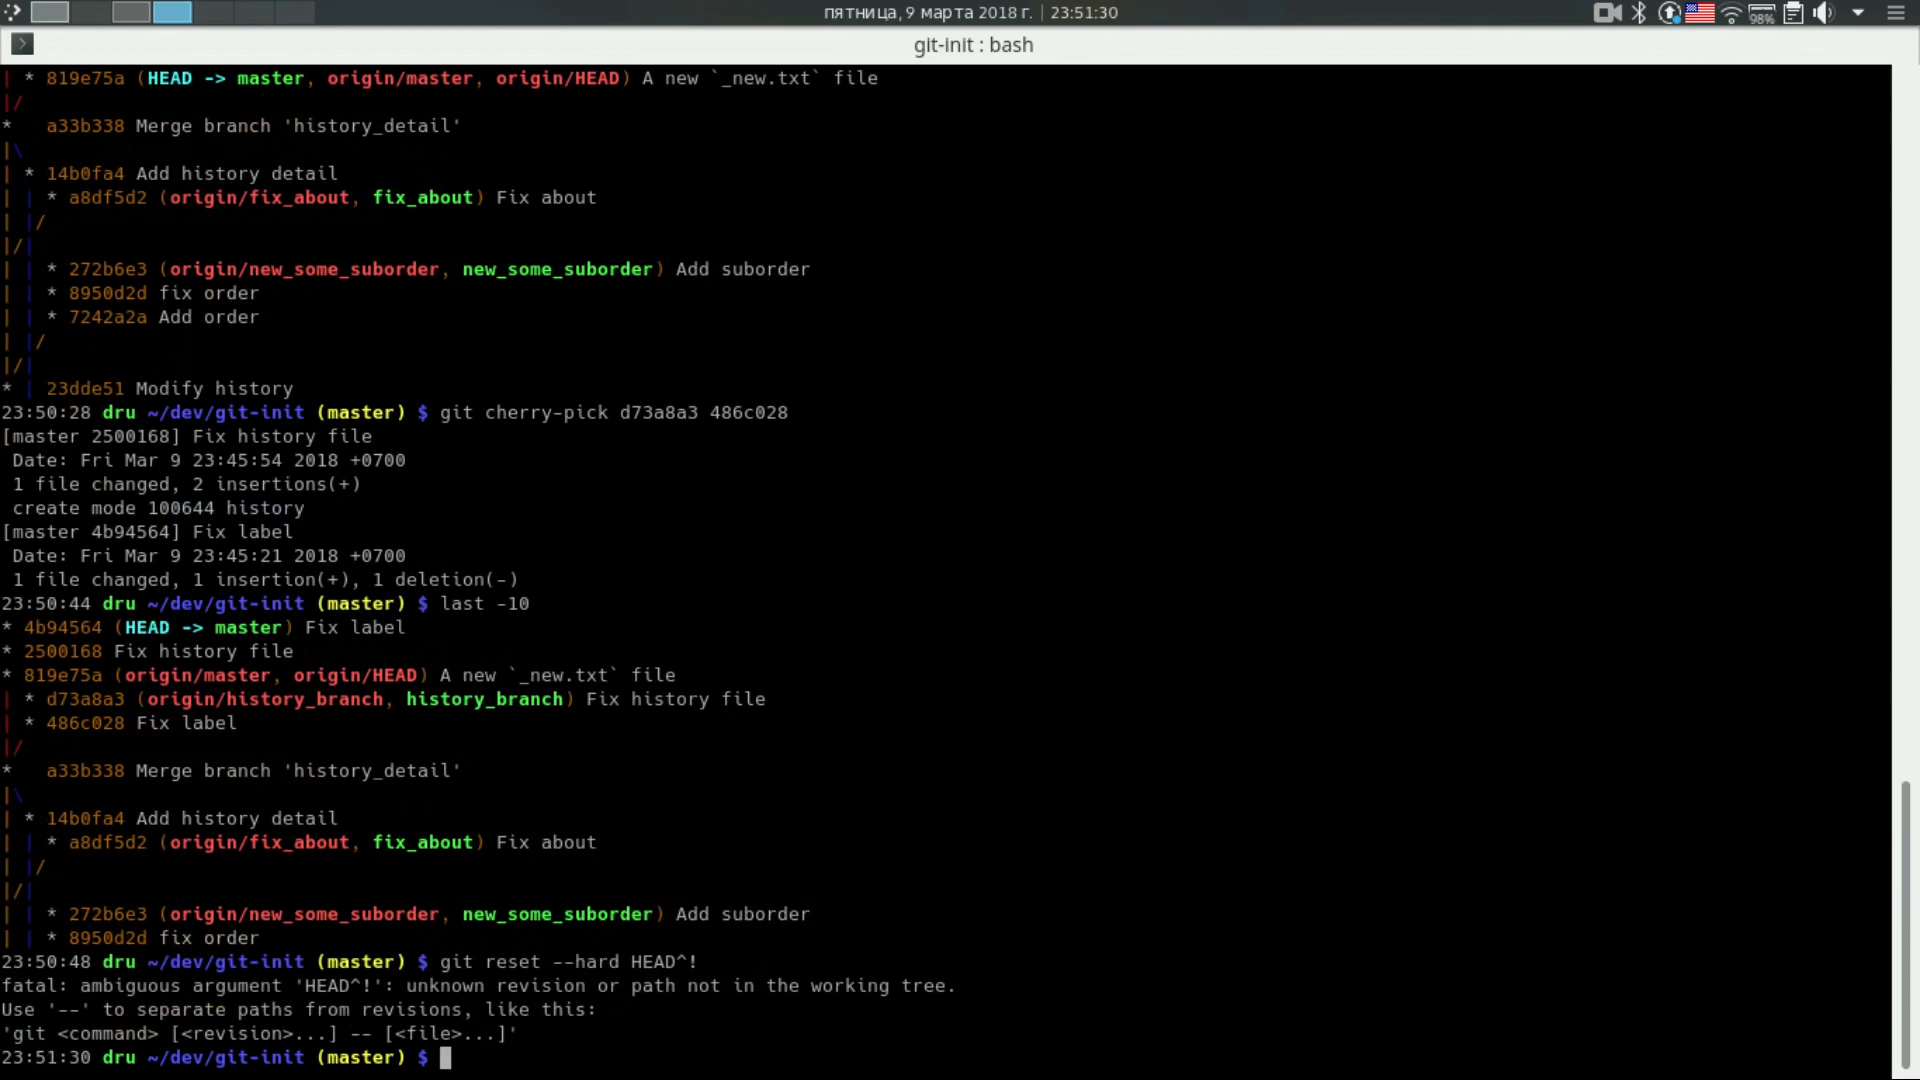 пятница, 9 марта 2018 г. | 23:51:30
98%
git-init : bash
| * 819e75a (HEAD -> master, origin/master, origin/HEAD) A new `_new.txt` file
|/
*   a33b338 Merge branch 'history_detail'
|\
| * 14b0fa4 Add history detail
| | * a8df5d2 (origin/fix_about, fix_about) Fix about
| |/
|/|
| | * 272b6e3 (origin/new_some_suborder, new_some_suborder) Add suborder
| | * 8950d2d fix order
| | * 7242a2a Add order
| |/
|/|
* | 23dde51 Modify history
23:50:28 dru ~/dev/git-init (master) $ git cherry-pick d73a8a3 486c028
[master 2500168] Fix history file
 Date: Fri Mar 9 23:45:54 2018 +0700
 1 file changed, 2 insertions(+)
 create mode 100644 history
[master 4b94564] Fix label
 Date: Fri Mar 9 23:45:21 2018 +0700
 1 file changed, 1 insertion(+), 1 deletion(-)
23:50:44 dru ~/dev/git-init (master) $ last -10
* 4b94564 (HEAD -> master) Fix label
* 2500168 Fix history file
* 819e75a (origin/master, origin/HEAD) A new `_new.txt` file
| * d73a8a3 (origin/history_branch, history_branch) Fix history file
| * 486c028 Fix label
|/
*   a33b338 Merge branch 'history_detail'
|\
| * 14b0fa4 Add history detail
| | * a8df5d2 (origin/fix_about, fix_about) Fix about
| |/
|/|
| | * 272b6e3 (origin/new_some_suborder, new_some_suborder) Add suborder
| | * 8950d2d fix order
23:50:48 dru ~/dev/git-init (master) $ git reset --hard HEAD^!
fatal: ambiguous argument 'HEAD^!': unknown revision or path not in the working tree.
Use '--' to separate paths from revisions, like this:
'git <command> [<revision>...] -- [<file>...]'
23:51:30 dru ~/dev/git-init (master) $